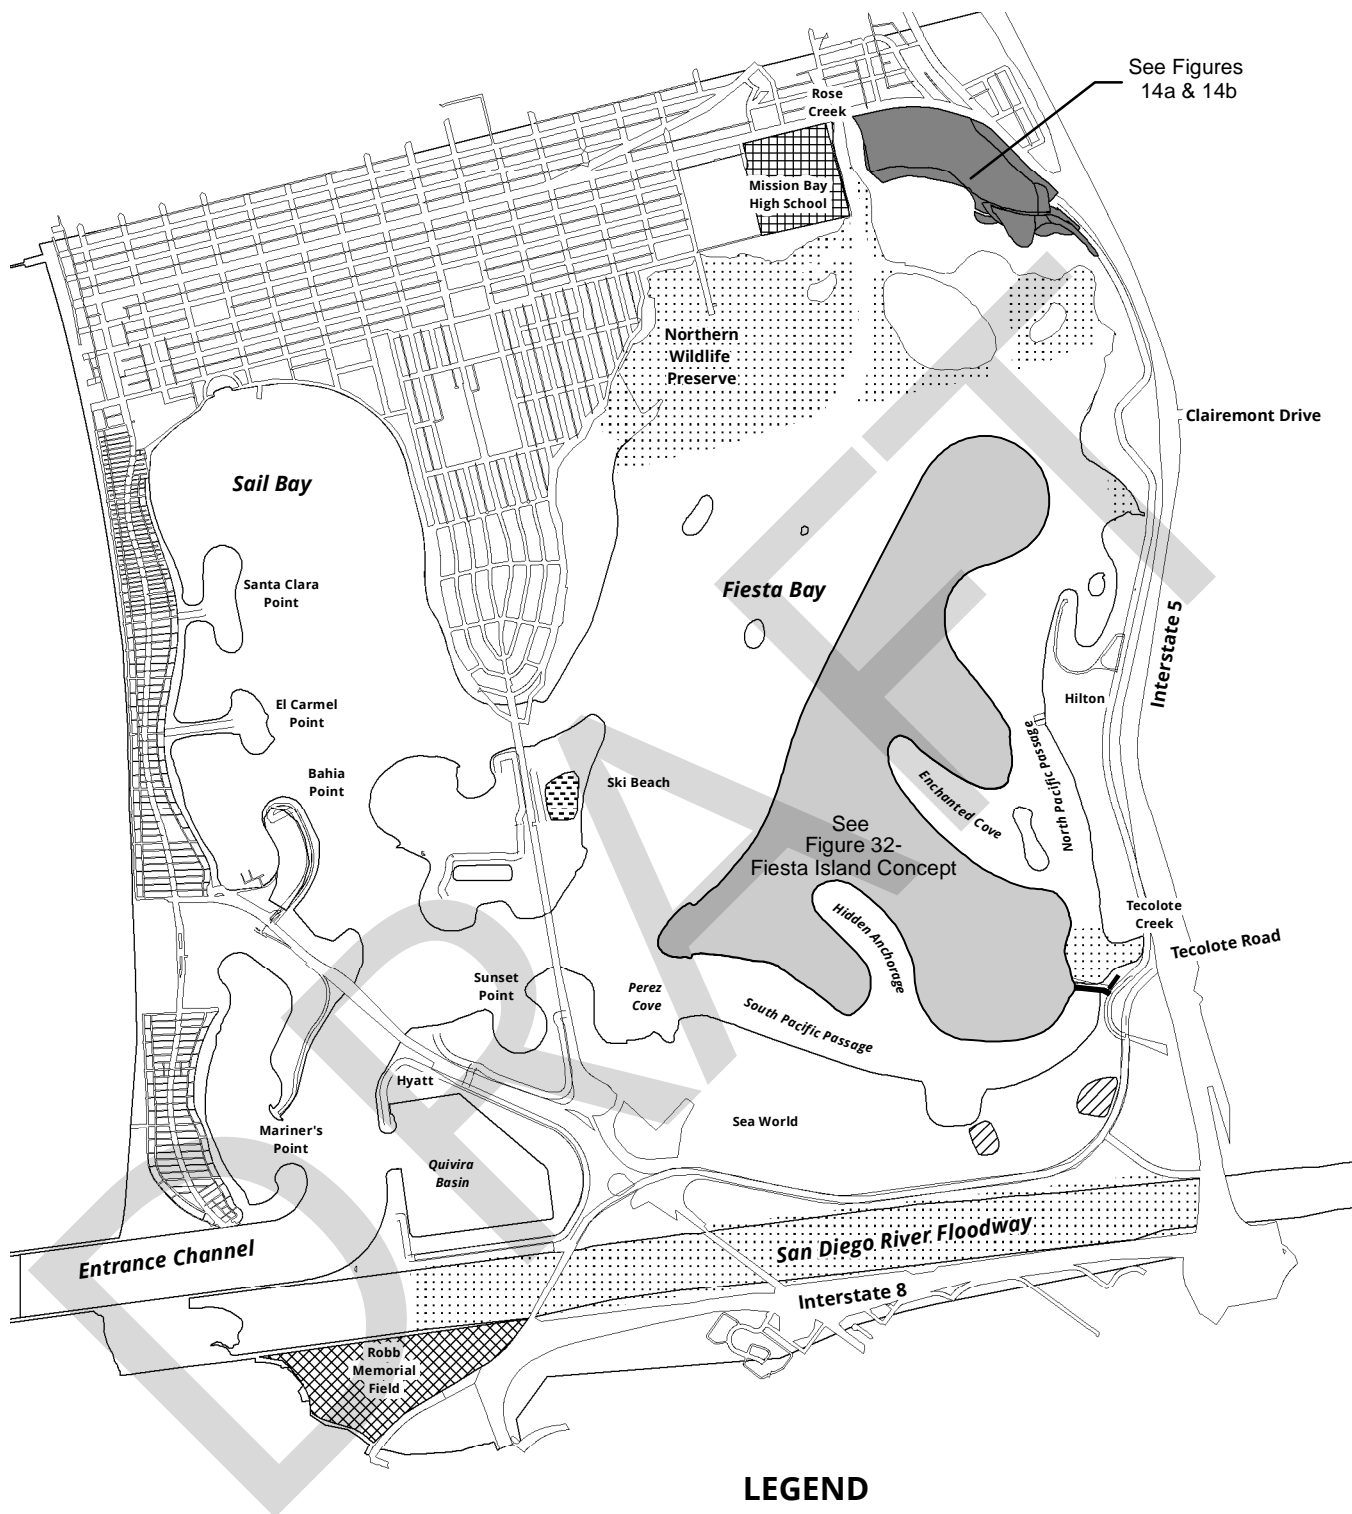 See Figures
14a & 14b
Rose
Creek
Mission Bay
High School
Northern
Wildlife
Preserve
Clairemont Drive
Sail Bay
Santa Clara
Point
Fiesta Bay
Interstate 5
El Carmel
Point
Hilton
North Pacific Passage
Bahia
Point
Ski Beach
Enchanted Cove
See
Figure 32-
Fiesta Island Concept
Hidden Anchorage
Tecolote
Creek
Tecolote Road
Sunset
Point
Perez
Cove
South Pacific Passage
Hyatt
Sea World
Mariner's
Point
Quivira
Basin
Entrance Channel
San Diego River Floodway
Interstate 8
Robb
Memorial
Field
DRAFT
LEGEND